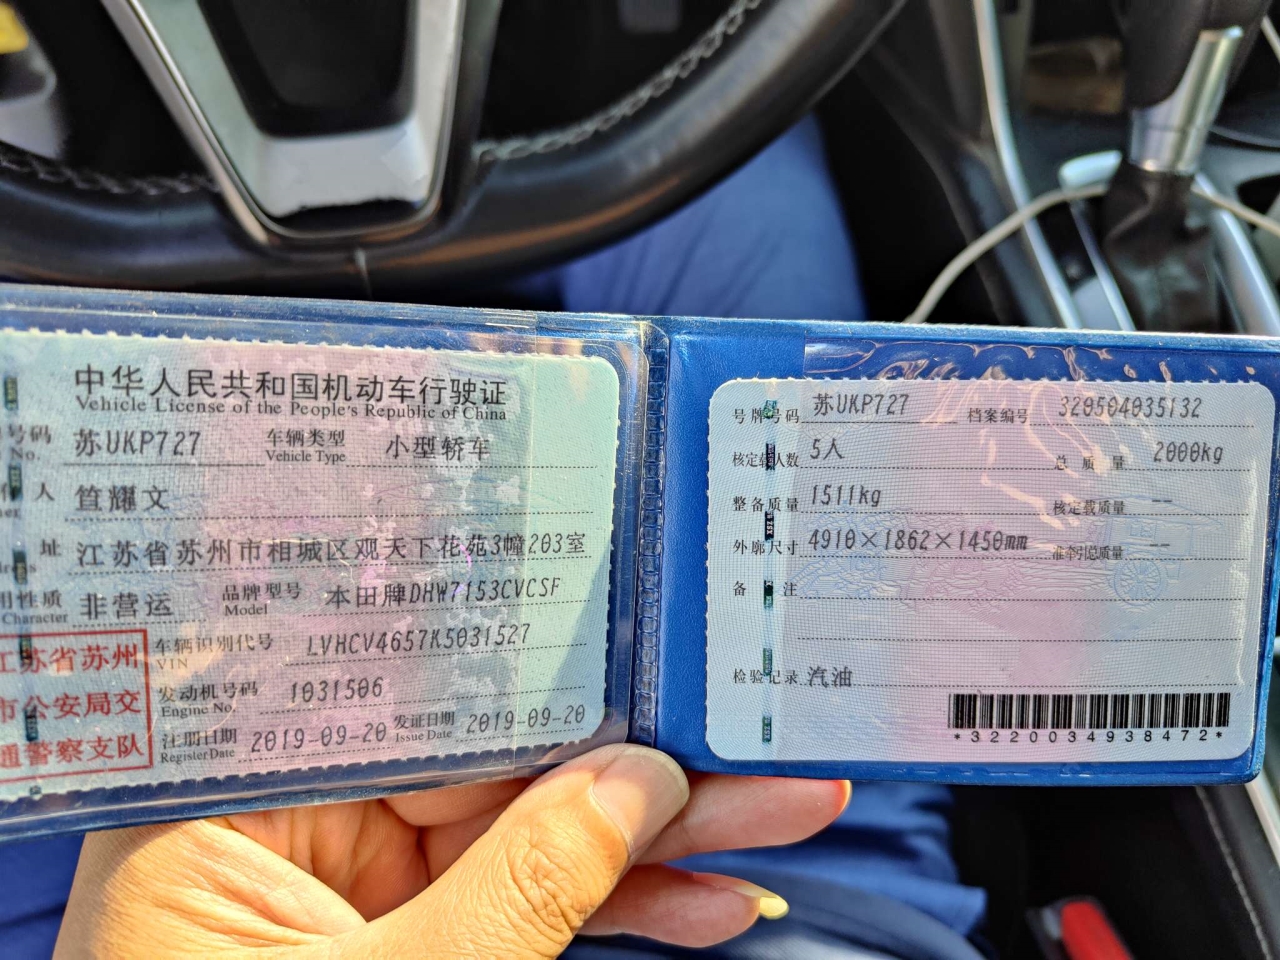 中华人民共和国机动车行驶证
Vehicle License of the People's Republic of China
号码 苏UKP727 车辆类型 小型轿车
No. Vehicle Type
人 笪耀文
址 江苏省苏州市相城区观天下花苑3幢203室
用性质 非营运 品牌型号 本田牌DHW7153CVCSF
Character Model
江苏省苏州
市公安局交
通警察支队
车辆识别代号 LVHCV4657K5031527
VIN
发动机号码 1031506
Engine No.
注册日期 2019-09-20 发证日期 2019-09-20
Register Date Issue Date
号牌号码 苏UKP727 档案编号 320504035132
核定载人数 5人 总质量 2000kg
整备质量 1511kg 核定载质量 --
外廓尺寸 4910×1862×1450mm 准牵引总质量 --
备注
检验记录 汽油
*3220034938472*